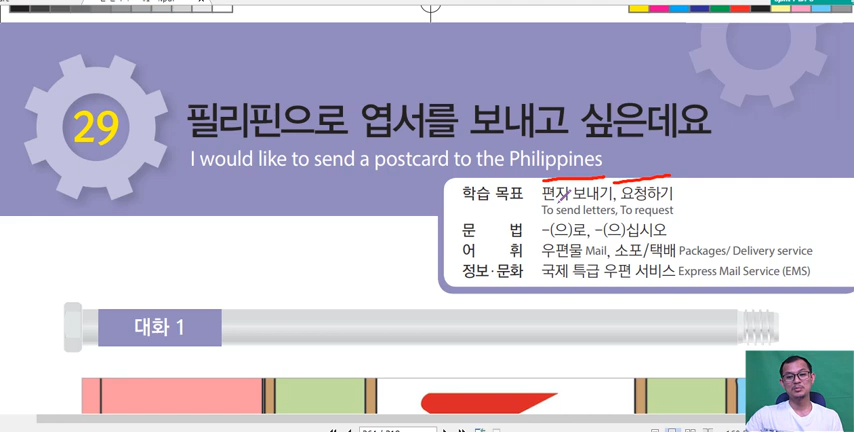 29
필리핀으로 엽서를 보내고 싶은데요
I would like to send a postcard to the Philippines
학습 목표 편지 보내기, 요청하기
To send letters, To request
문 법 –(으)로, –(으)십시오
어 휘 우편물 Mail, 소포/택배 Packages/ Delivery service
정보·문화 국제 특급 우편 서비스 Express Mail Service (EMS)
대화 1